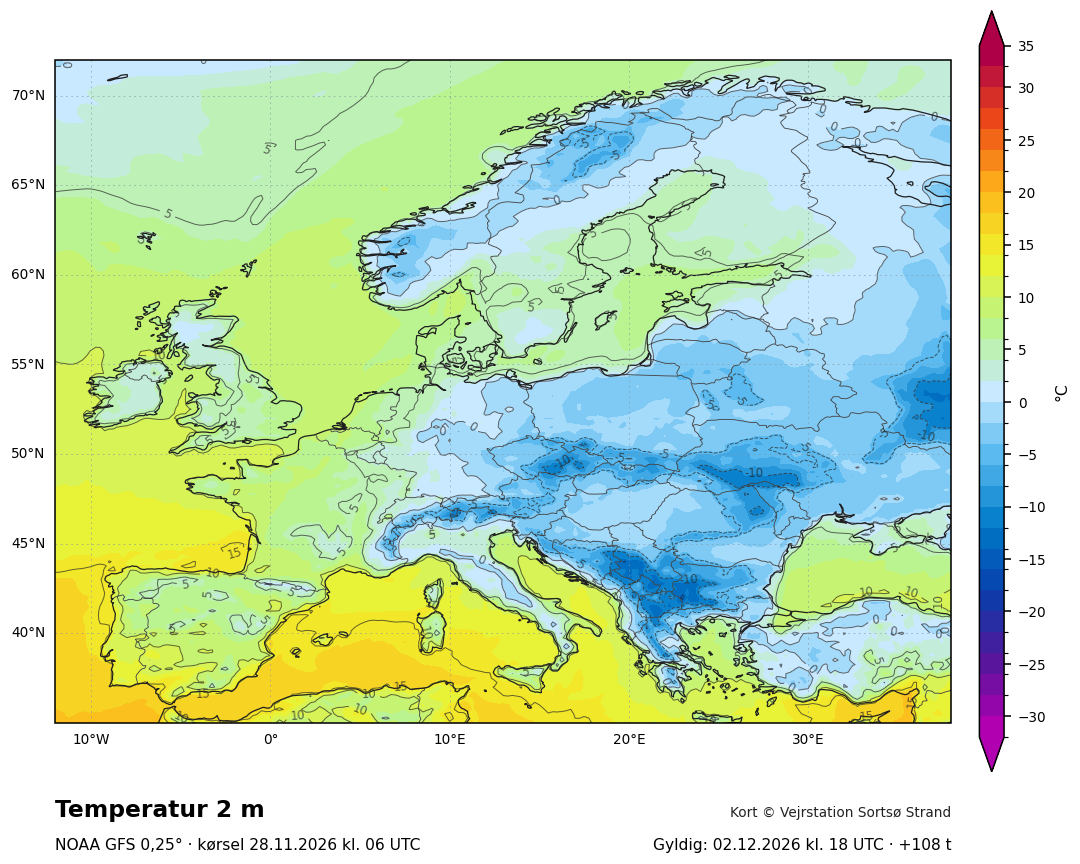 70°N
65°N
60°N
55°N
50°N
45°N
40°N
10°W 0° 10°E 20°E 30°E
35
30
25
20
15
10
5
0
−5
−10
−15
−20
−25
−30
°C
Temperatur 2 m
Kort © Vejrstation Sortsø Strand
NOAA GFS 0,25° · kørsel 28.11.2026 kl. 06 UTC
Gyldig: 02.12.2026 kl. 18 UTC · +108 t